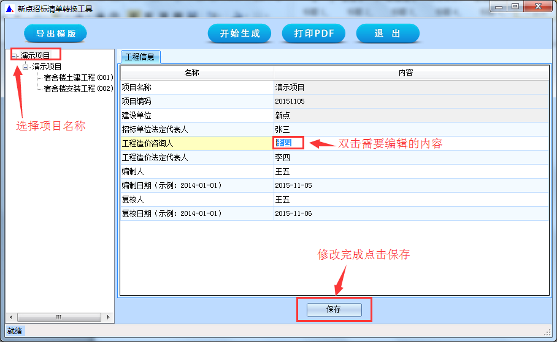 新点招标清单转换工具
导出模版
开始生成
打印PDF
退 出
演示项目
演示项目
宿舍楼土建工程(001)
宿舍楼安装工程(002)
选择项目名称
工程信息
名称
内容
项目名称
演示项目
项目编码
20151105
建设单位
新点
招标单位法定代表人
张三
工程造价咨询人
双击需要编辑的内容
工程造价法定代表人
李四
编制人
王五
编制日期（示例：2014-01-01）
2015-11-05
复核人
王五
复核日期（示例：2014-01-01）
2015-11-06
修改完成点击保存
保存
就绪